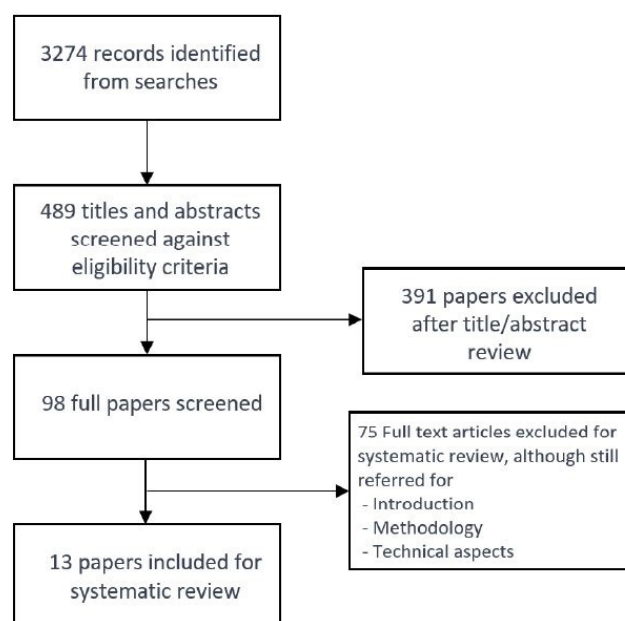 3274 records identified
from searches
489 titles and abstracts
screened against
eligibility criteria
391 papers excluded
after title/abstract
review
98 full papers screened
75 Full text articles excluded for
systematic review, although still
referred for
- Introduction
- Methodology
- Technical aspects
13 papers included for
systematic review